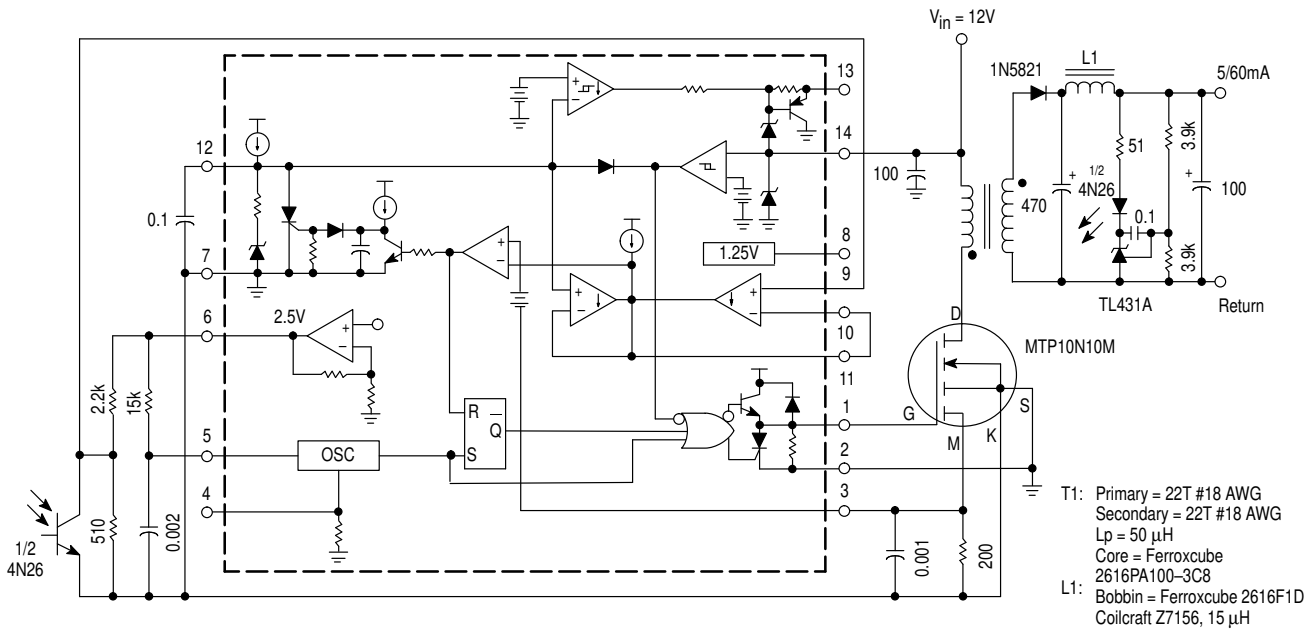 V_in = 12V
1N5821
L1
5/60mA
13
14
12
100
51
3.9k
+ 1/2
4N26
470
0.1
+
100
3.9k
0.1
7
8
1.25V
9
TL431A
Return
6
2.5V
+
−
10
11
D
MTP10N10M
G
S
M
K
2.2k
15k
R
Q
S
1
2
3
5
OSC
4
510
0.002
1/2
4N26
0.001
200
T1: Primary = 22T #18 AWG
Secondary = 22T #18 AWG
Lp = 50 μH
Core = Ferroxcube
2616PA100–3C8
L1: Bobbin = Ferroxcube 2616F1D
Coilcraft Z7156, 15 μH